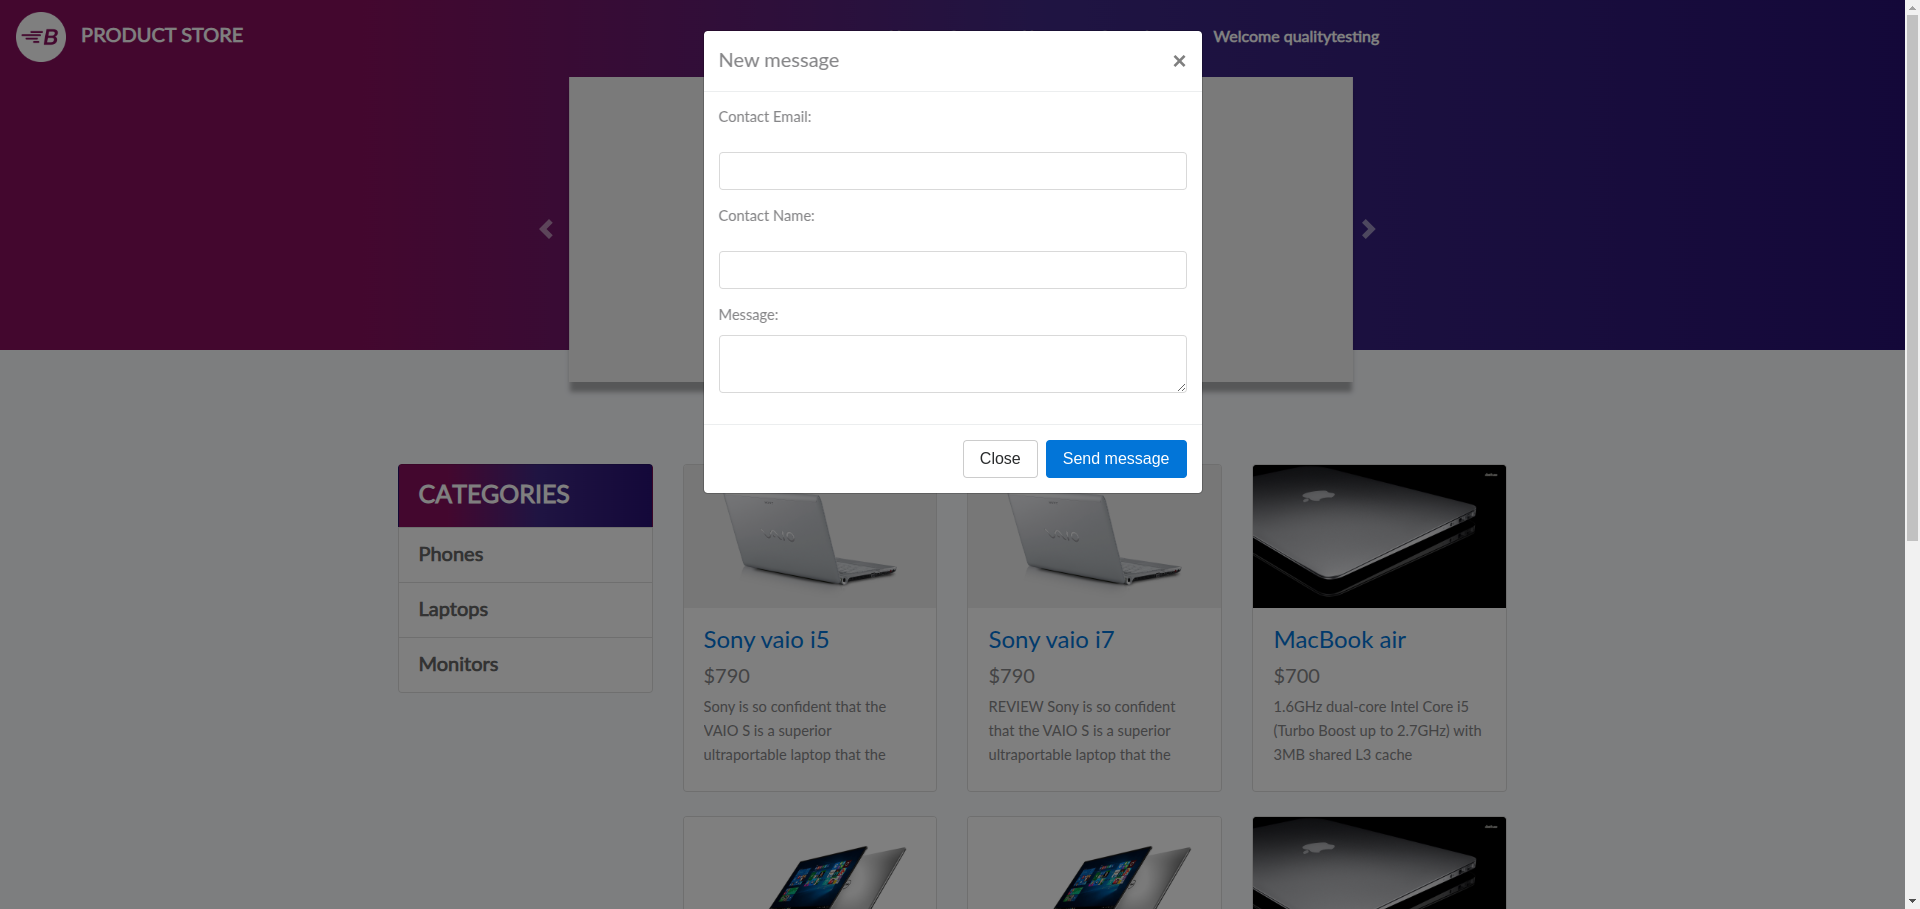 B PRODUCT STORE
Welcome qualitytesting
New message
×
Contact Email:
Contact Name:
Message:
Close
Send message
CATEGORIES
Phones
Laptops
Monitors
VAIO
Sony vaio i5
$790
Sony is so confident that the
VAIO S is a superior
ultraportable laptop that the
VAIO
Sony vaio i7
$790
REVIEW Sony is so confident
that the VAIO S is a superior
ultraportable laptop that the
MacBook air
$700
1.6GHz dual-core Intel Core i5
(Turbo Boost up to 2.7GHz) with
3MB shared L3 cache